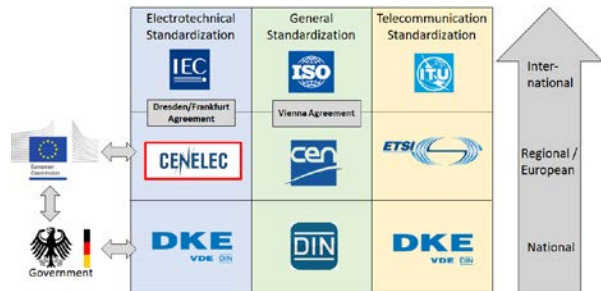 Electrotechnical
Standardization
General
Standardization
Telecommunication
Standardization
IEC
ISO
ITU
Inter-
national
Dresden/Frankfurt
Agreement
Vienna Agreement
European
Commission
CENELEC
cen
ETSI
Regional /
European
Government
DKE
VDE DIN
DIN
DKE
VDE DIN
National